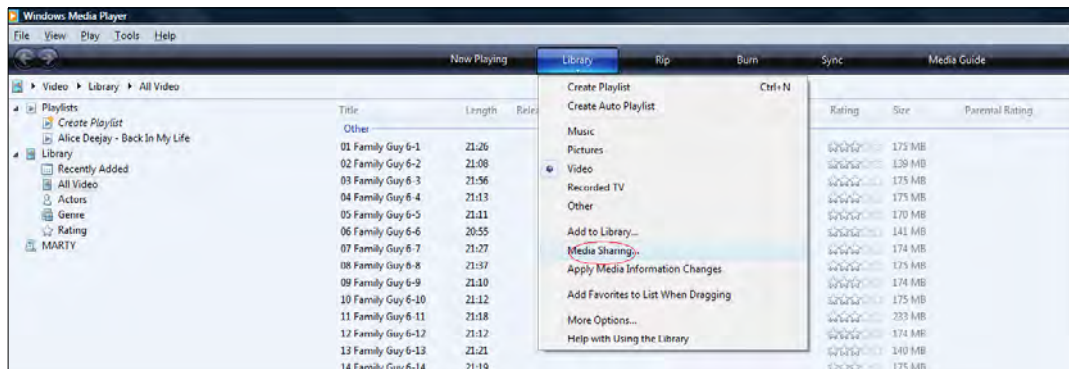 Windows Media Player
File View Play Tools Help
Now Playing Library Rip Burn Sync Media Guide
Video Library All Video
Playlists
Create Playlist
Alice Deejay - Back In My Life
Library
Recently Added
All Video
Actors
Genre
Rating
MARTY
Title Length Rele Rating Size Parental Rating
Other
01 Family Guy 6-1 21:26 175 MB
02 Family Guy 6-2 21:08 139 MB
03 Family Guy 6-3 21:56 175 MB
04 Family Guy 6-4 21:13 175 MB
05 Family Guy 6-5 21:11 170 MB
06 Family Guy 6-6 20:55 141 MB
07 Family Guy 6-7 21:27 174 MB
08 Family Guy 6-8 21:37 175 MB
09 Family Guy 6-9 21:10 174 MB
10 Family Guy 6-10 21:12 175 MB
11 Family Guy 6-11 21:18 233 MB
12 Family Guy 6-12 21:12 174 MB
13 Family Guy 6-13 21:21 140 MB
14 Family Guy 6-14 21:19 175 MB
Create Playlist Ctrl+N
Create Auto Playlist
Music
Pictures
Video
Recorded TV
Other
Add to Library...
Media Sharing...
Apply Media Information Changes
Add Favorites to List When Dragging
More Options...
Help with Using the Library